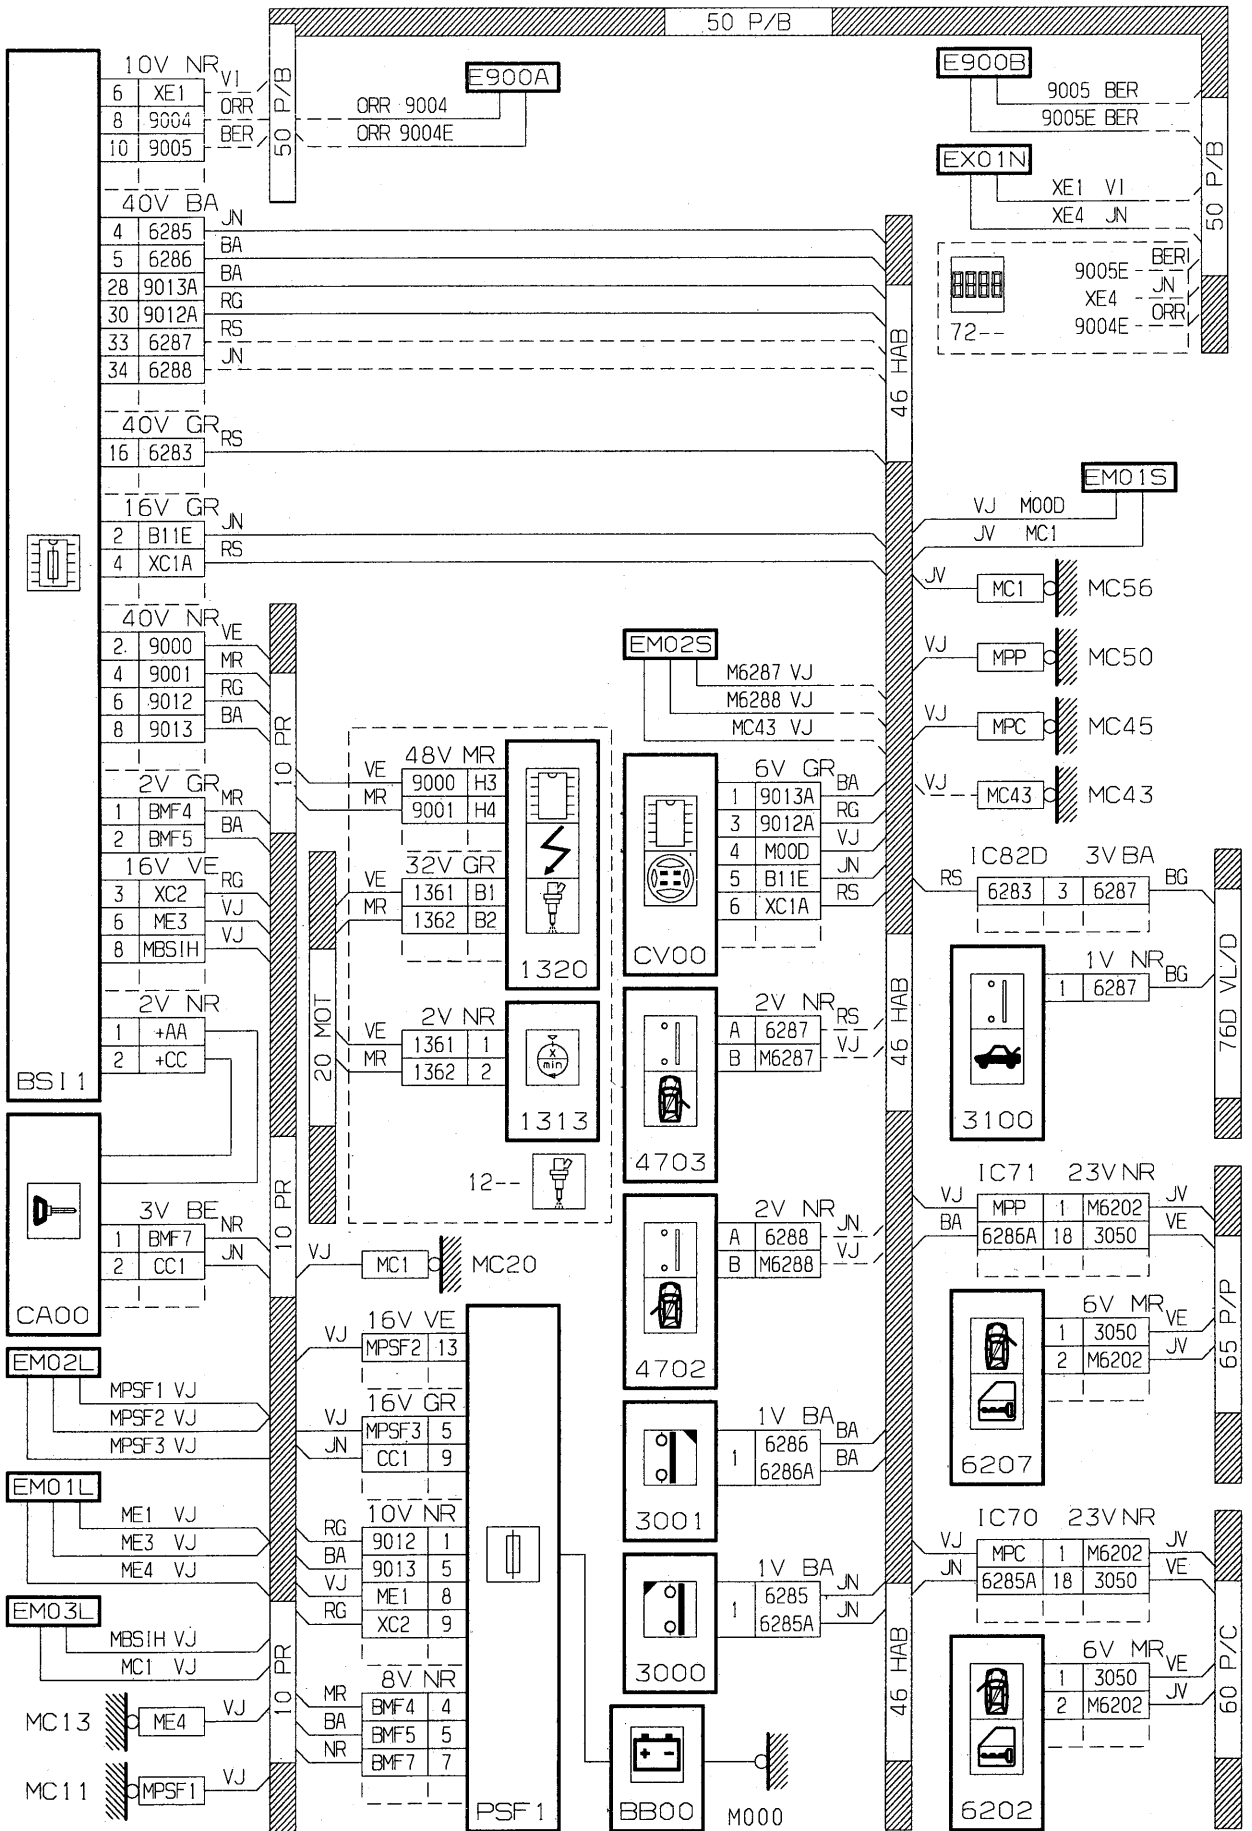 50 P/B
E900A
E900B
10V NR
6 XE1 VI
8 9004 ORR
10 9005 BER
50 P/B
ORR 9004
ORR 9004E
9005 BER
9005E BER
EX01N
XE1 VI
XE4 JN
50 P/B
9005E BER
XE4 JN
9004E ORR
72--
40V BA
4 6285 JN
5 6286 BA
28 9013A BA
30 9012A RG
33 6287 RS
34 6288 JN
46 HAB
40V GR
16 6283 RS
16V GR
2 B11E JN
4 XC1A RS
EM01S
VJ M00D
JV MC1
JV MC1 MC56
VJ MPP MC50
VJ MPC MC45
VJ MC43 MC43
40V NR
2 9000 VE
4 9001 MR
6 9012 RG
8 9013 BA
10 PR
2V GR
1 BMF4 MR
2 BMF5 BA
16V VE
3 XC2 RG
6 ME3 VJ
8 MBSIH VJ
2V NR
1 +AA
2 +CC
BSI1
48V MR
VE 9000 H3
MR 9001 H4
32V GR
VE 1361 B1
MR 1362 B2
1320
20 MOT
2V NR
VE 1361 1
MR 1362 2
X
min
1313
12--
EM02S
M6287 VJ
M6288 VJ
MC43 VJ
6V GR
1 9013A BA
3 9012A RG
4 M00D VJ
5 B11E JN
6 XC1A RS
CV00
46 HAB
2V NR
A 6287 RS
B M6287 VJ
4703
2V NR
A 6288 JN
B M6288 VJ
4702
1V BA
1 6286 BA
6286A BA
3001
1V BA
1 6285 JN
6285A JN
3000
46 HAB
IC82D 3V BA
RS 6283 3 6287 BG
1V NR
1 6287 BG
3100
76D VL/D
IC71 23V NR
VJ MPP 1 M6202 JV
BA 6286A 18 3050 VE
6V MR
1 3050 VE
2 M6202 JV
6207
65 P/P
IC70 23V NR
VJ MPC 1 M6202 JV
JN 6285A 18 3050 VE
6V MR
1 3050 VE
2 M6202 JV
6202
60 P/C
3V BE
1 BMF7 NR
2 CC1 JN
CA00
10 PR
VJ MC1 MC20
EM02L
MPSF1 VJ
MPSF2 VJ
MPSF3 VJ
EM01L
ME1 VJ
ME3 VJ
ME4 VJ
EM03L
MBSIH VJ
MC1 VJ
MC13 ME4 VJ
MC11 MPSF1 VJ
10 PR
16V VE
VJ MPSF2 13
16V GR
VJ MPSF3 5
JN CC1 9
10V NR
RG 9012 1
BA 9013 5
VJ ME1 8
RG XC2 9
8V NR
MR BMF4 4
BA BMF5 5
NR BMF7 7
PSF1
+ -
BB00
M000